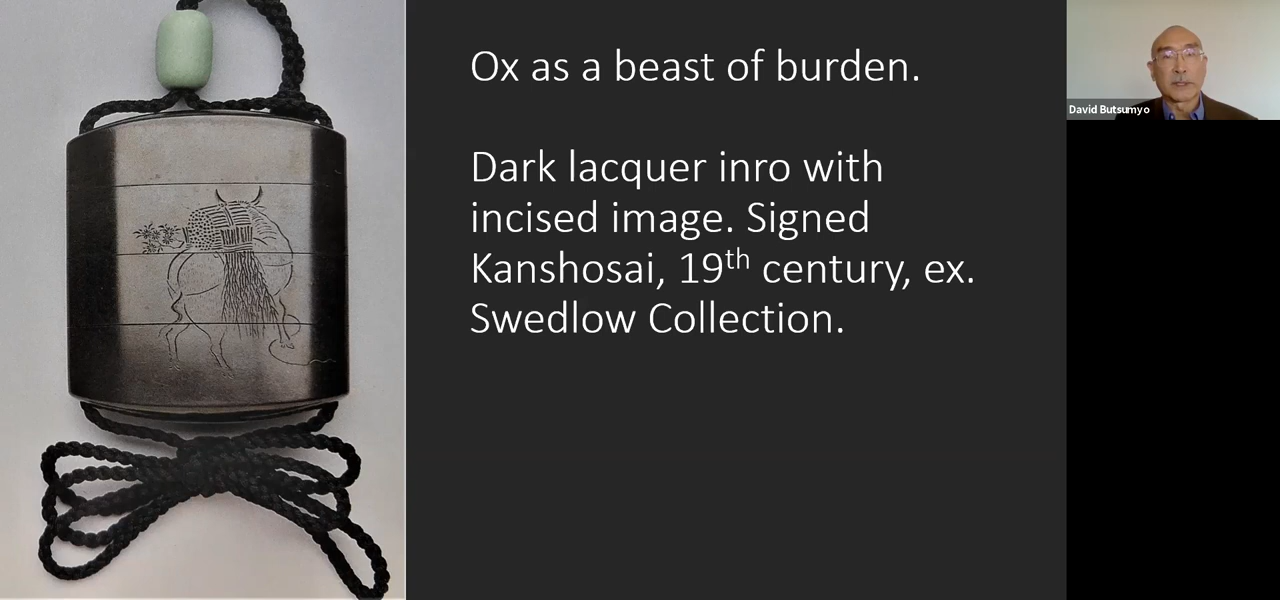 Ox as a beast of burden.
Dark lacquer inro with
incised image. Signed
Kanshosai, 19th century, ex.
Swedlow Collection.
David Butsumyo